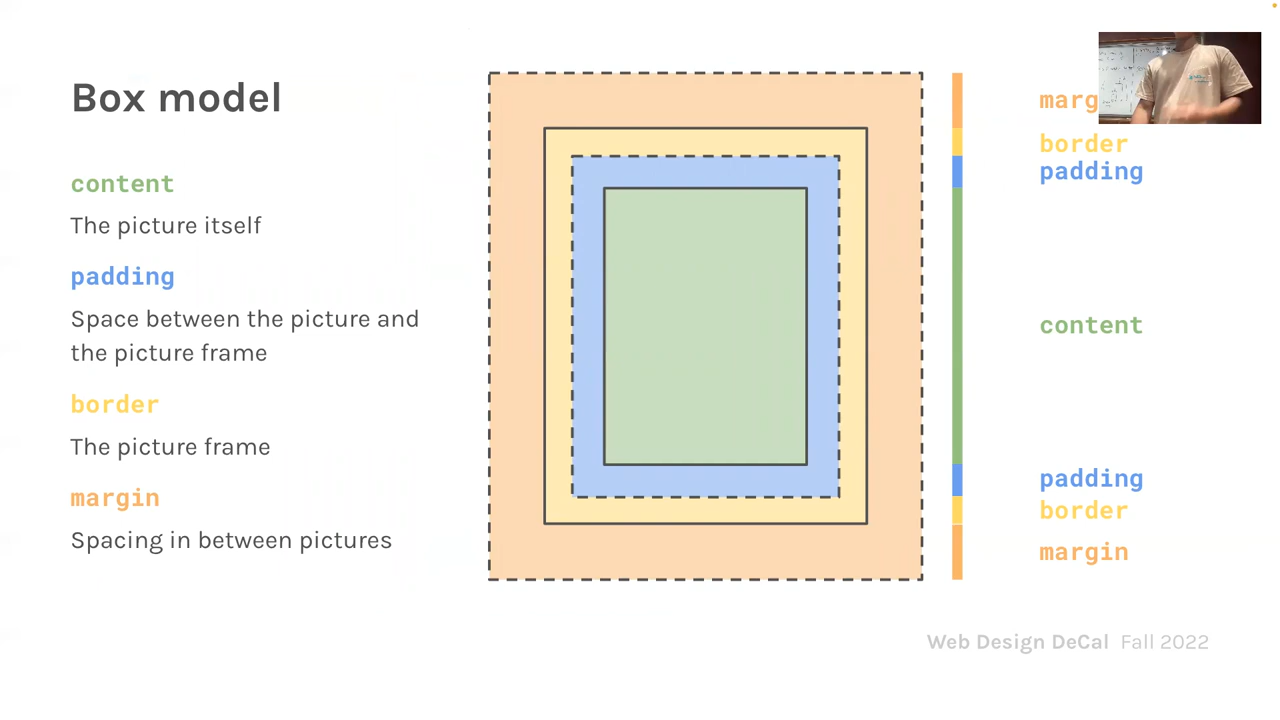 Box model
content
The picture itself
padding
Space between the picture and
the picture frame
border
The picture frame
margin
Spacing in between pictures
marg
border
padding
content
padding
border
margin
Web Design DeCal Fall 2022